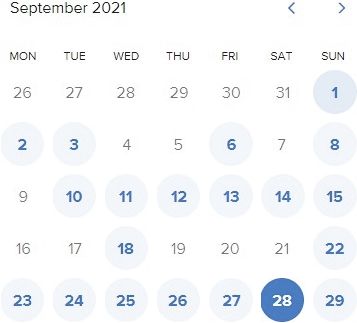 September 2021
MON TUE WED THU FRI SAT SUN
26 27 28 29 30 31 1
2 3 4 5 6 7 8
9 10 11 12 13 14 15
16 17 18 19 20 21 22
23 24 25 26 27 28 29